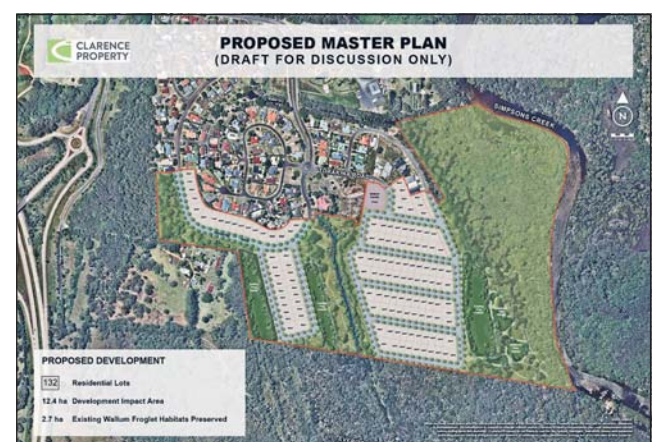 CLARENCE
PROPERTY
PROPOSED MASTER PLAN
(DRAFT FOR DISCUSSION ONLY)
SIMPSONS CREEK
N
PROPOSED DEVELOPMENT
132 Residential Lots
12.4 ha Development Impact Area
2.7 ha Existing Wallum Froglet Habitats Preserved